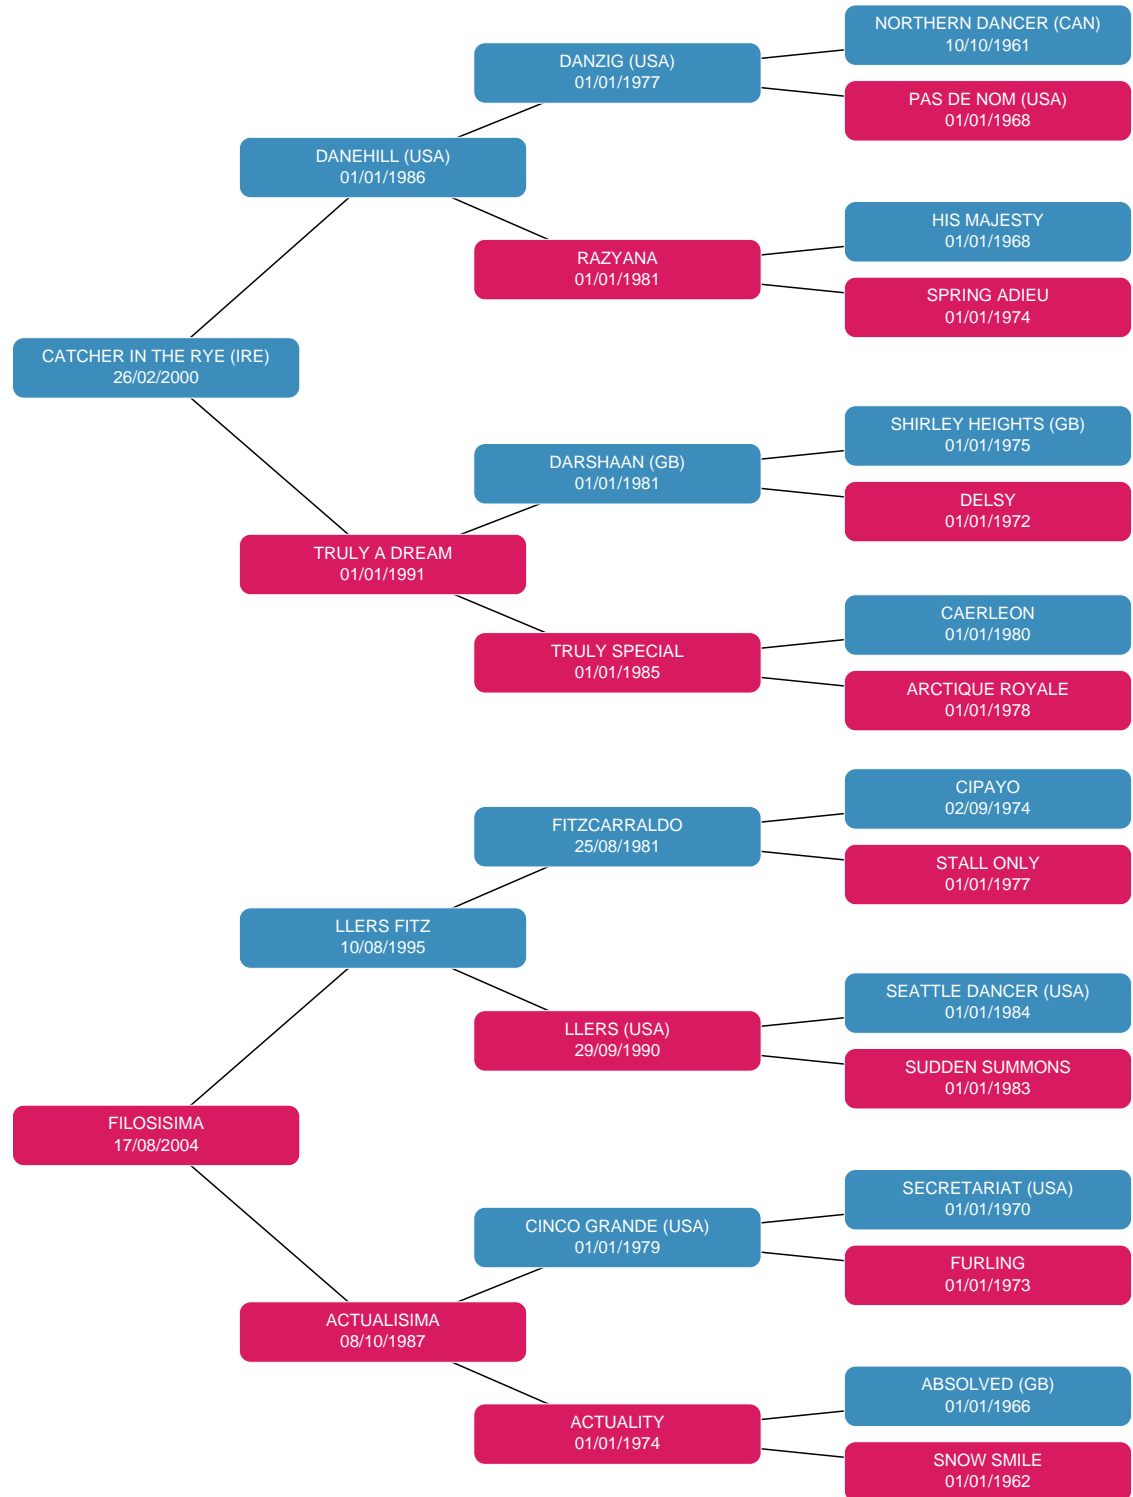 NORTHERN DANCER (CAN)
10/10/1961
DANZIG (USA)
01/01/1977
PAS DE NOM (USA)
01/01/1968
DANEHILL (USA)
01/01/1986
HIS MAJESTY
01/01/1968
RAZYANA
01/01/1981
SPRING ADIEU
01/01/1974
CATCHER IN THE RYE (IRE)
26/02/2000
SHIRLEY HEIGHTS (GB)
01/01/1975
DARSHAAN (GB)
01/01/1981
DELSY
01/01/1972
TRULY A DREAM
01/01/1991
CAERLEON
01/01/1980
TRULY SPECIAL
01/01/1985
ARCTIQUE ROYALE
01/01/1978
CIPAYO
02/09/1974
FITZCARRALDO
25/08/1981
STALL ONLY
01/01/1977
LLERS FITZ
10/08/1995
SEATTLE DANCER (USA)
01/01/1984
LLERS (USA)
29/09/1990
SUDDEN SUMMONS
01/01/1983
FILOSISIMA
17/08/2004
SECRETARIAT (USA)
01/01/1970
CINCO GRANDE (USA)
01/01/1979
FURLING
01/01/1973
ACTUALISIMA
08/10/1987
ABSOLVED (GB)
01/01/1966
ACTUALITY
01/01/1974
SNOW SMILE
01/01/1962